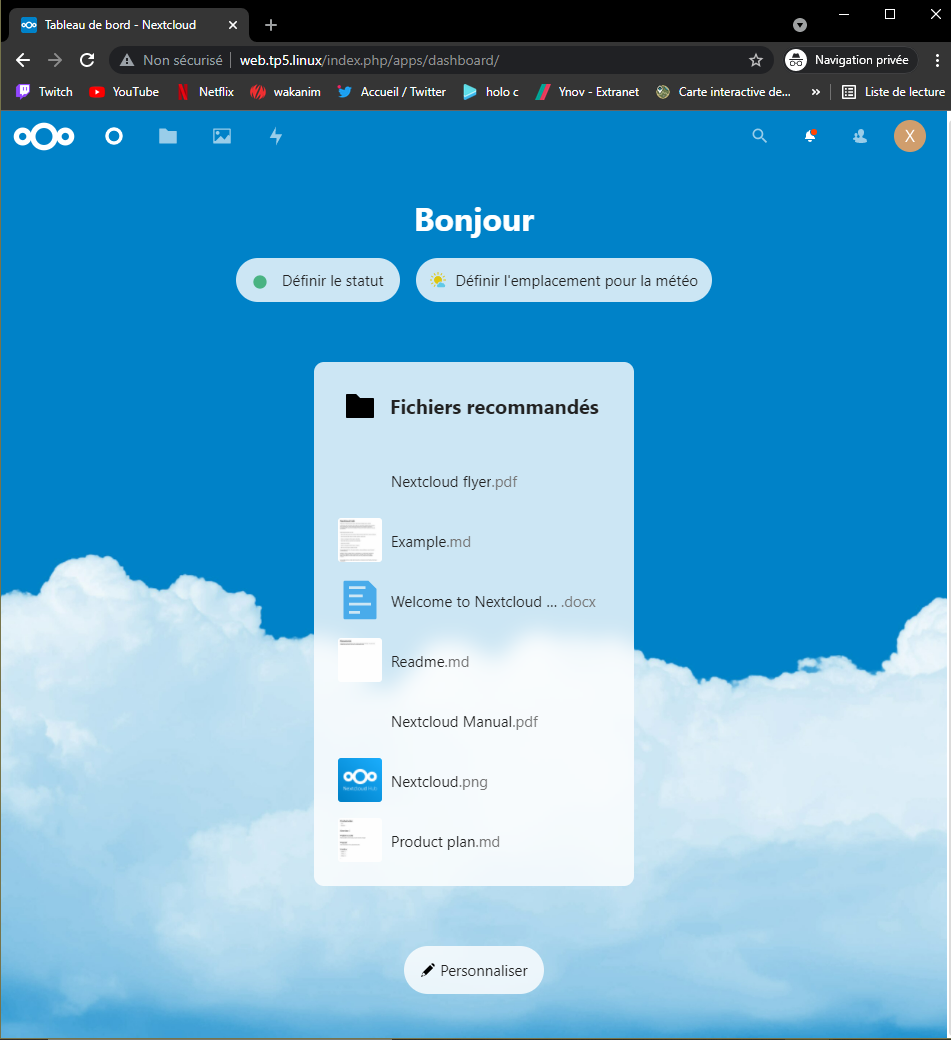 Tableau de bord - Nextcloud
Non sécurisé web.tp5.linux/index.php/apps/dashboard/ Navigation privée
Twitch YouTube Netflix wakanim Accueil / Twitter holo c Ynov - Extranet Carte interactive de... » Liste de lecture
X
Bonjour
Définir le statut Définir l'emplacement pour la météo
Fichiers recommandés
Nextcloud flyer.pdf
Example.md
Welcome to Nextcloud ... .docx
Readme.md
Nextcloud Manual.pdf
Nextcloud.png
Product plan.md
Personnaliser